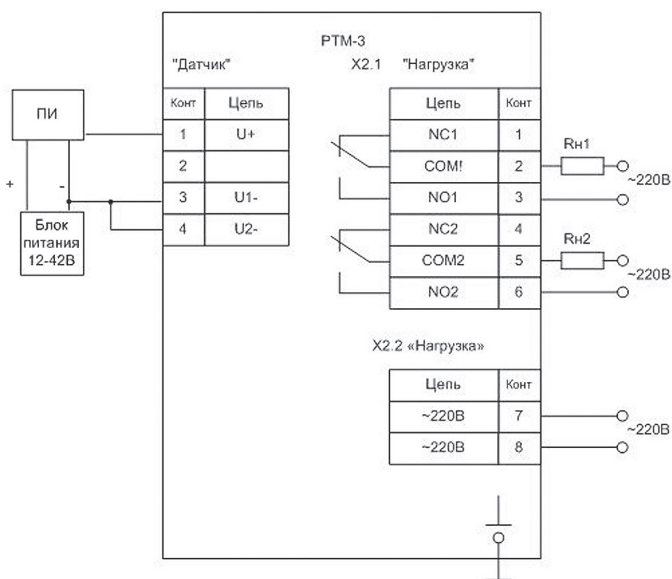 РТМ-3
"Датчик"
X2.1 "Нагрузка"
Конт Цепь
1 U+
2
3 U1-
4 U2-
ПИ
+ -
Блок
питания
12-42В
Цепь Конт
NC1 1
COM! 2
NO1 3
NC2 4
COM2 5
NO2 6
Rн1
~220В
Rн2
~220В
X2.2 «Нагрузка»
Цепь Конт
~220В 7
~220В 8
~220В